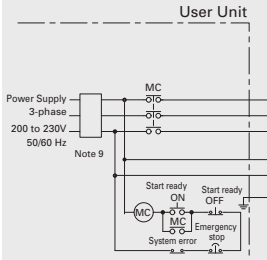 User Unit
MC
Power Supply
3-phase
200 to 230V
50/60 Hz
Note 9
Start ready
ON
Start ready
OFF
MC
MC
Emergency
stop
System error